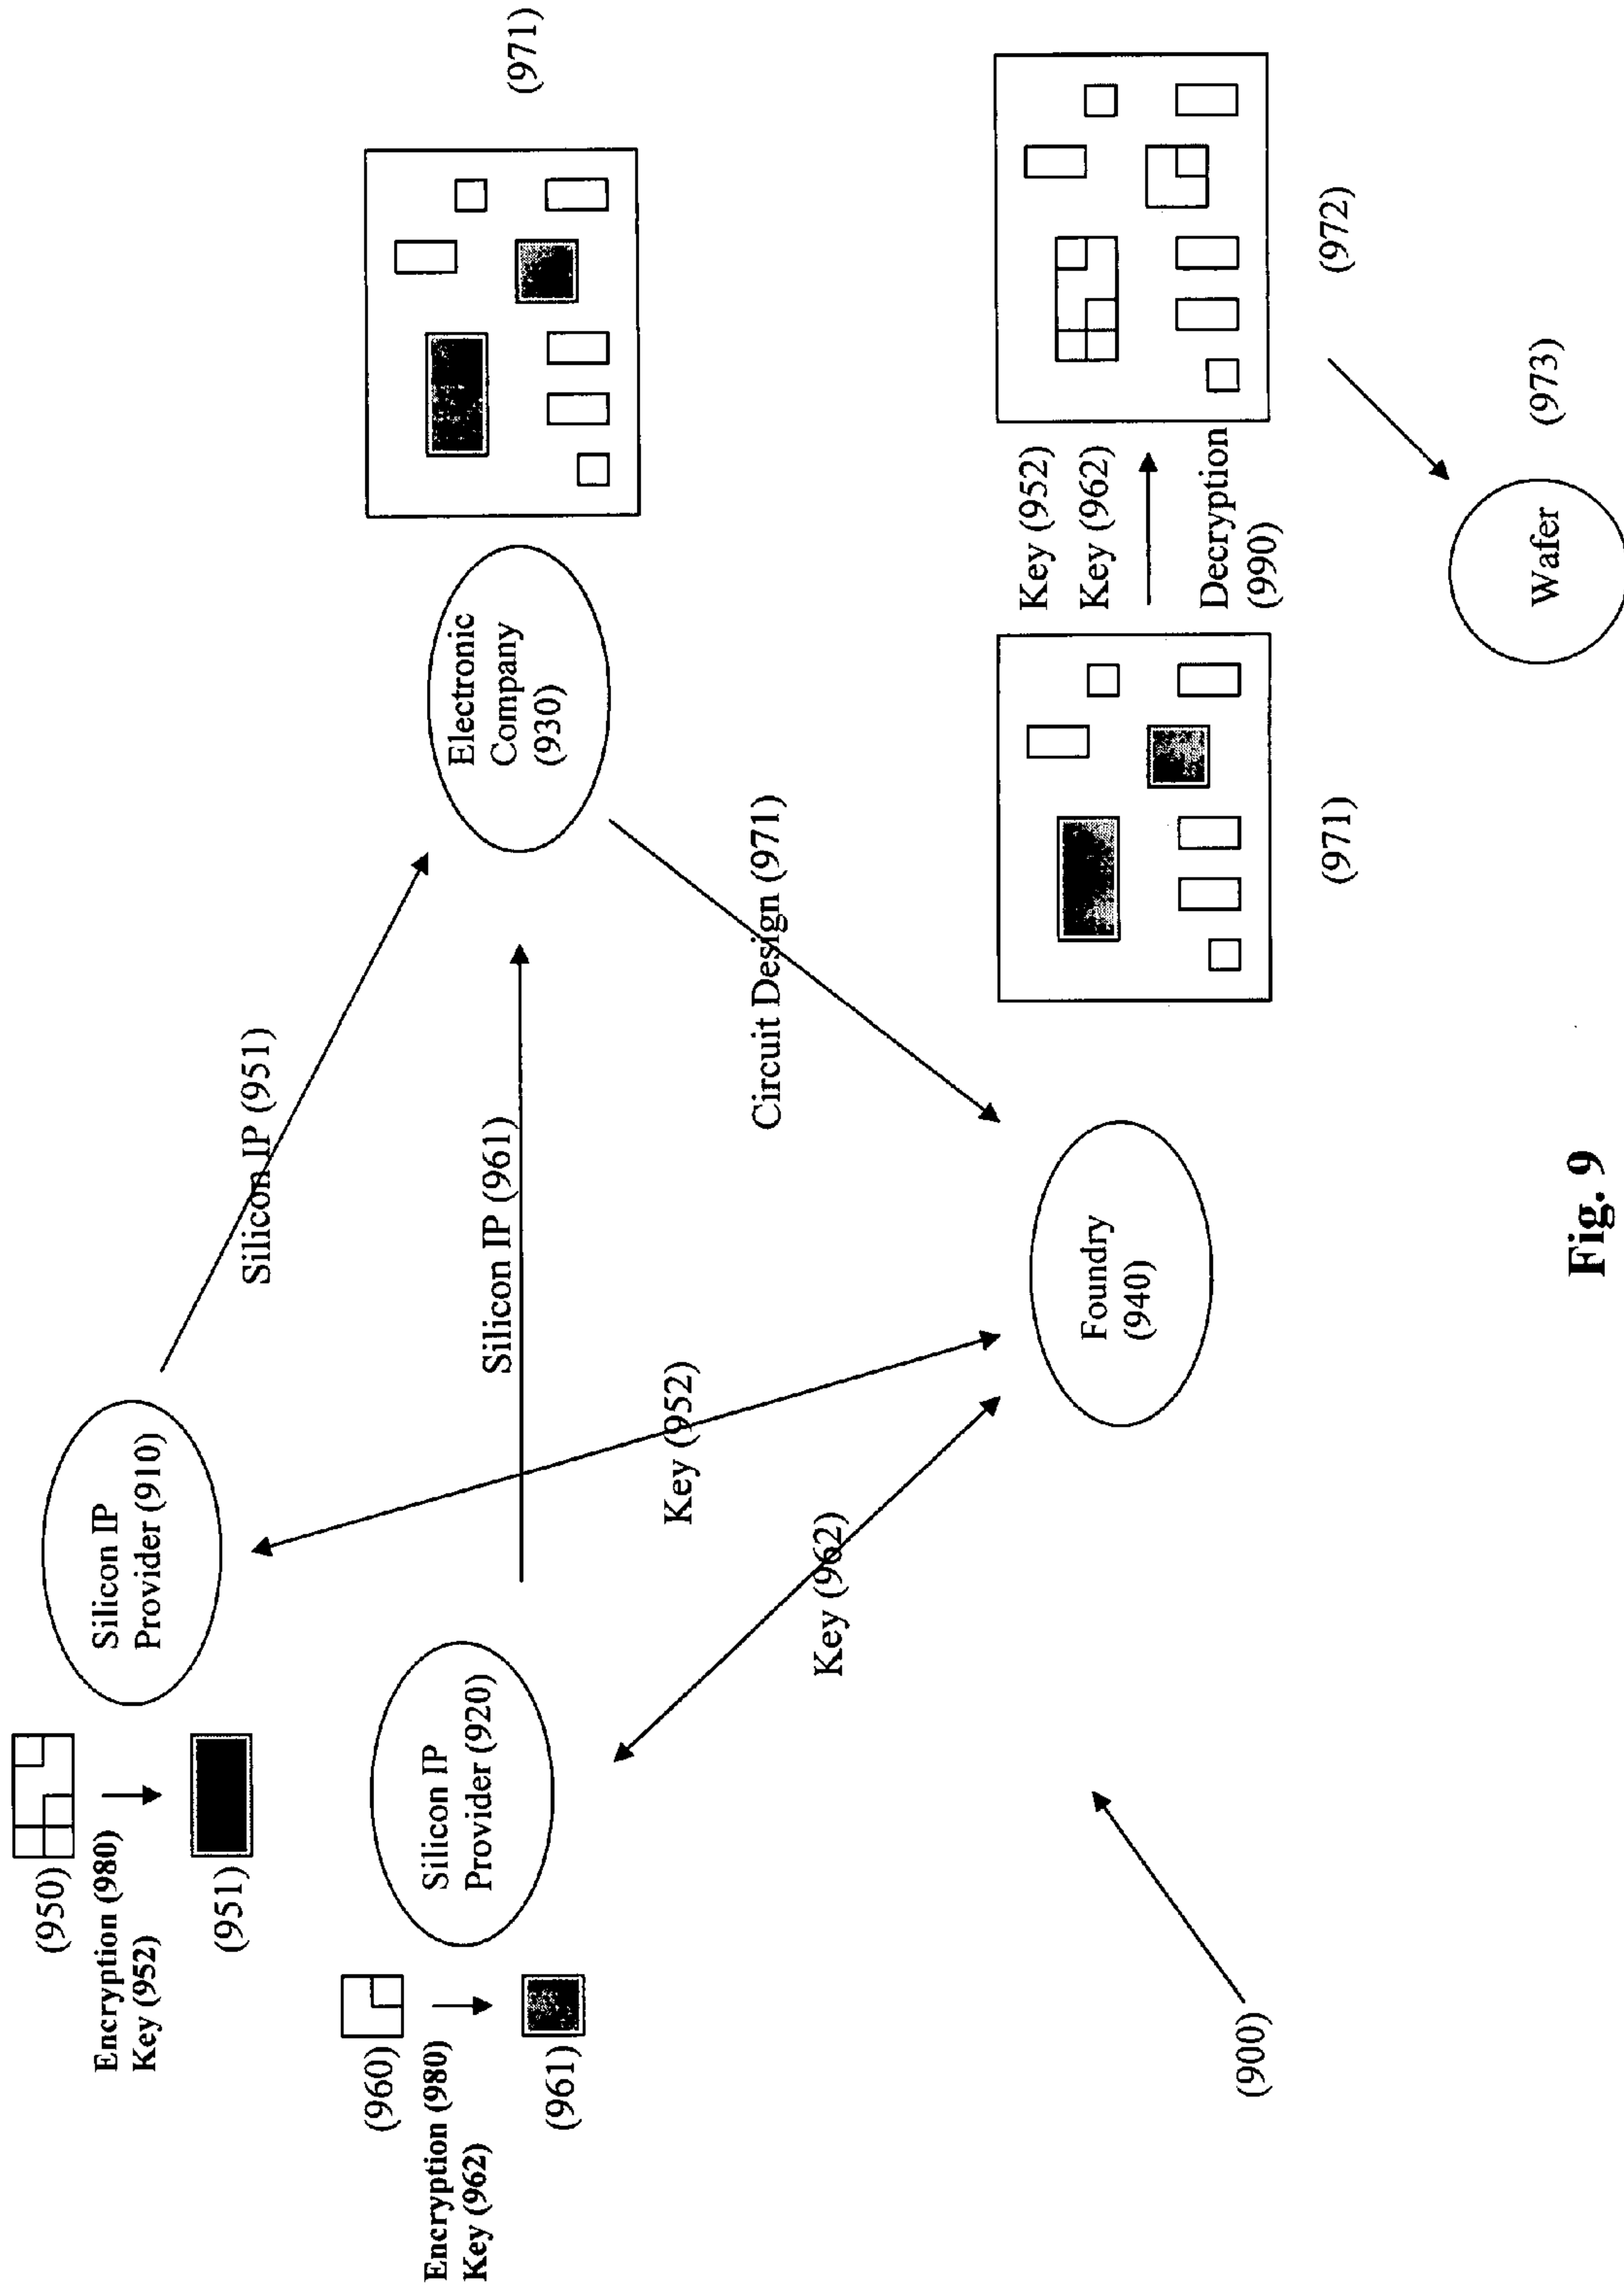 (950)
Encryption (980)
Key (952)
(951)
Silicon IP
Provider (910)
Silicon IP (951)
(960)
Encryption (980)
Key (962)
(961)
Silicon IP
Provider (920)
Silicon IP (961)
Electronic
Company
(930)
(971)
Key (952)
Key (962)
Circuit Design (971)
Foundry
(940)
(971)
Key (952)
Key (962)
Decryption
(990)
(972)
Wafer
(973)
(900)
Fig. 9